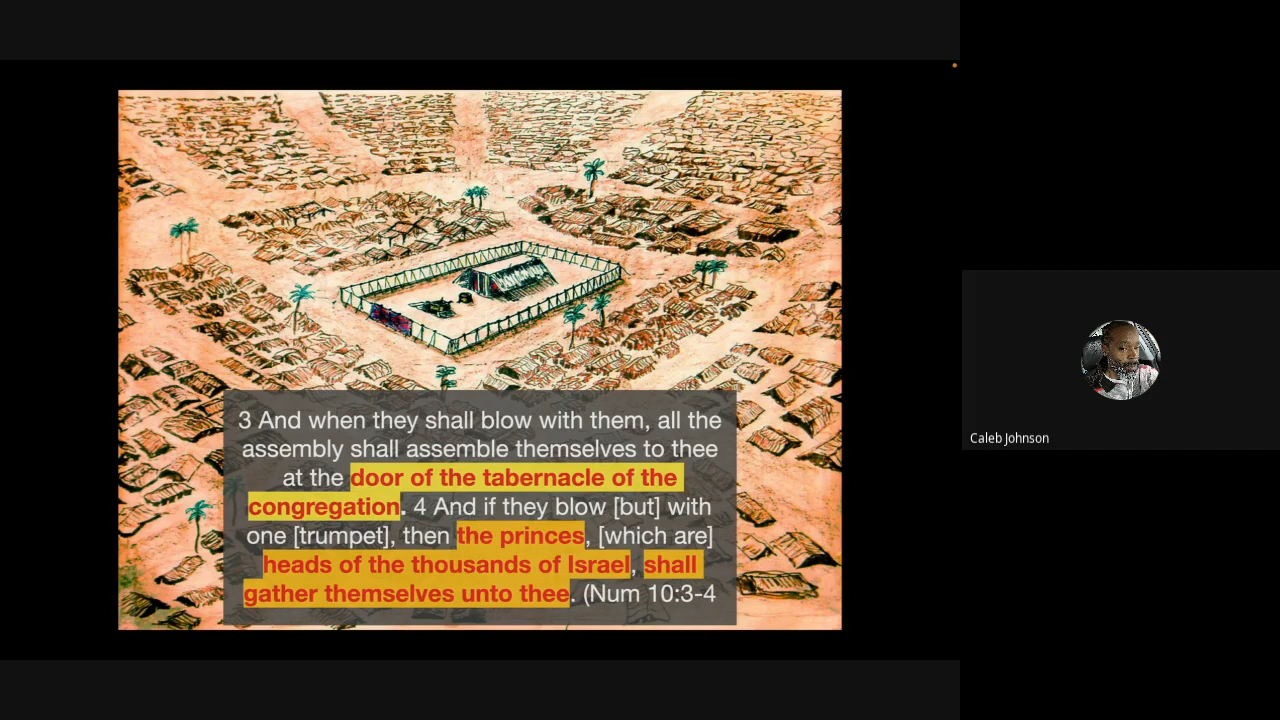 3 And when they shall blow with them, all the
assembly shall assemble themselves to thee
at the door of the tabernacle of the
congregation. 4 And if they blow [but] with
one [trumpet], then the princes, [which are]
heads of the thousands of Israel, shall
gather themselves unto thee. (Num 10:3-4
Caleb Johnson